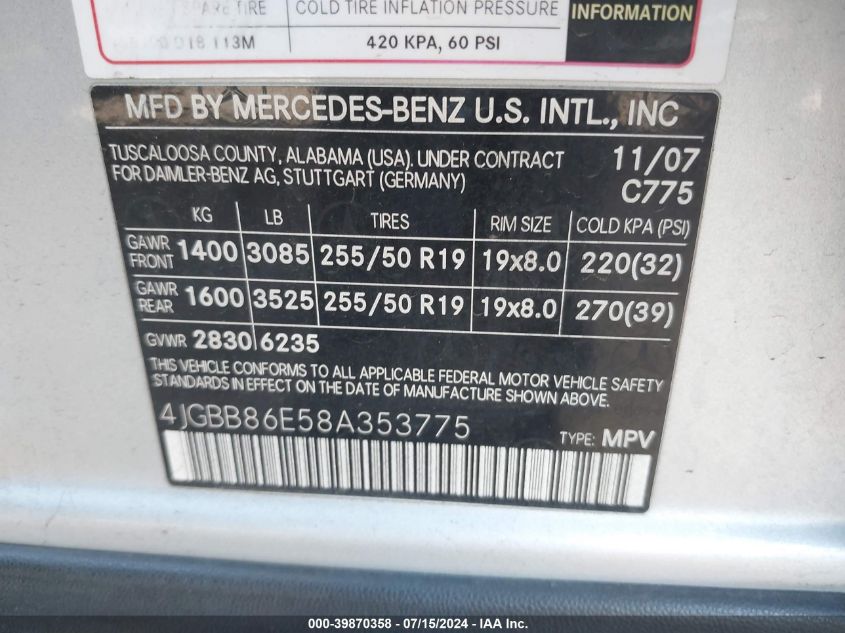 SPARE TIRE
COLD TIRE INFLATION PRESSURE
INFORMATION
D18 113M
420 KPA, 60 PSI
MFD BY MERCEDES-BENZ U.S. INTL., INC
TUSCALOOSA COUNTY, ALABAMA (USA). UNDER CONTRACT 11/07
FOR DAIMLER-BENZ AG, STUTTGART (GERMANY) C775
KG LB TIRES RIM SIZE COLD KPA (PSI)
GAWR FRONT 1400 3085 255/50 R19 19x8.0 220(32)
GAWR REAR 1600 3525 255/50 R19 19x8.0 270(39)
GVWR 2830 6235
THIS VEHICLE CONFORMS TO ALL APPLICABLE FEDERAL MOTOR VEHICLE SAFETY
STANDARDS IN EFFECT ON THE DATE OF MANUFACTURE SHOWN ABOVE.
4JGBB86E58A353775
TYPE: MPV
000-39870358 - 07/15/2024 - IAA Inc.